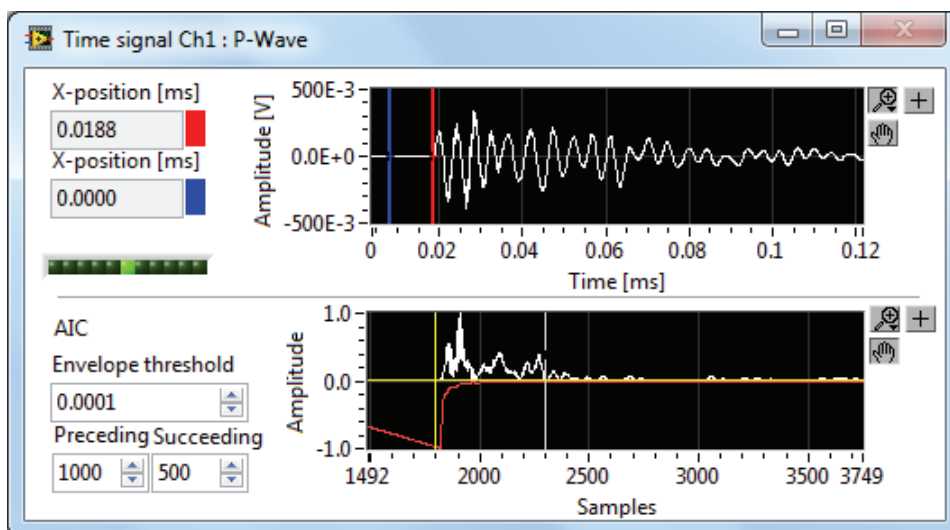 Time signal Ch1 : P-Wave
X-position [ms]
0.0188
X-position [ms]
0.0000
Amplitude [V]
500E-3
0.0E+0
-500E-3
0 0.02 0.04 0.06 0.08 0.1 0.12
Time [ms]
AIC
Envelope threshold
0.0001
Preceding Succeeding
1000 500
Amplitude
1.0
0.0
-1.0
1492 2000 2500 3000 3500 3749
Samples